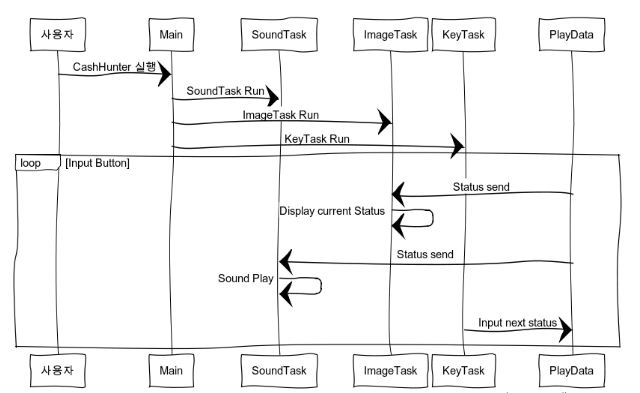 사용자 Main SoundTask ImageTask KeyTask PlayData
CashHunter 실행
SoundTask Run
ImageTask Run
KeyTask Run
loop [Input Button]
Status send
Display current Status
Status send
Sound Play
Input next status
사용자 Main SoundTask ImageTask KeyTask PlayData